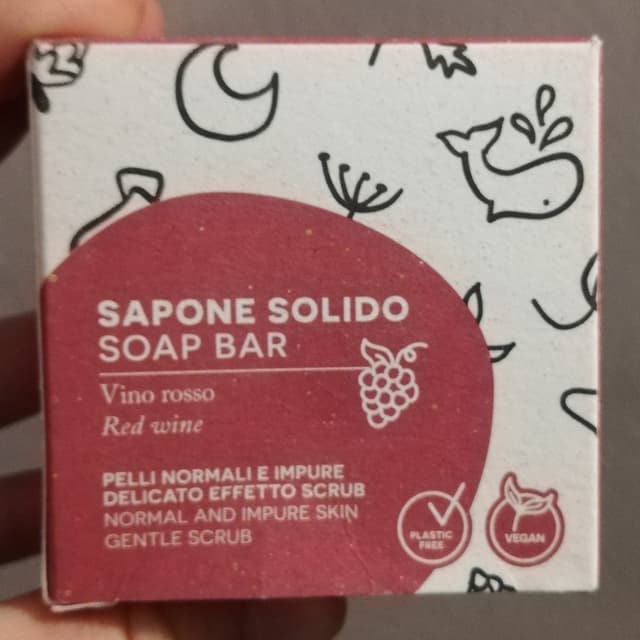 SAPONE SOLIDO
SOAP BAR
Vino rosso
Red wine
PELLI NORMALI E IMPURE
DELICATO EFFETTO SCRUB
NORMAL AND IMPURE SKIN
GENTLE SCRUB
PLASTIC
FREE
VEGAN